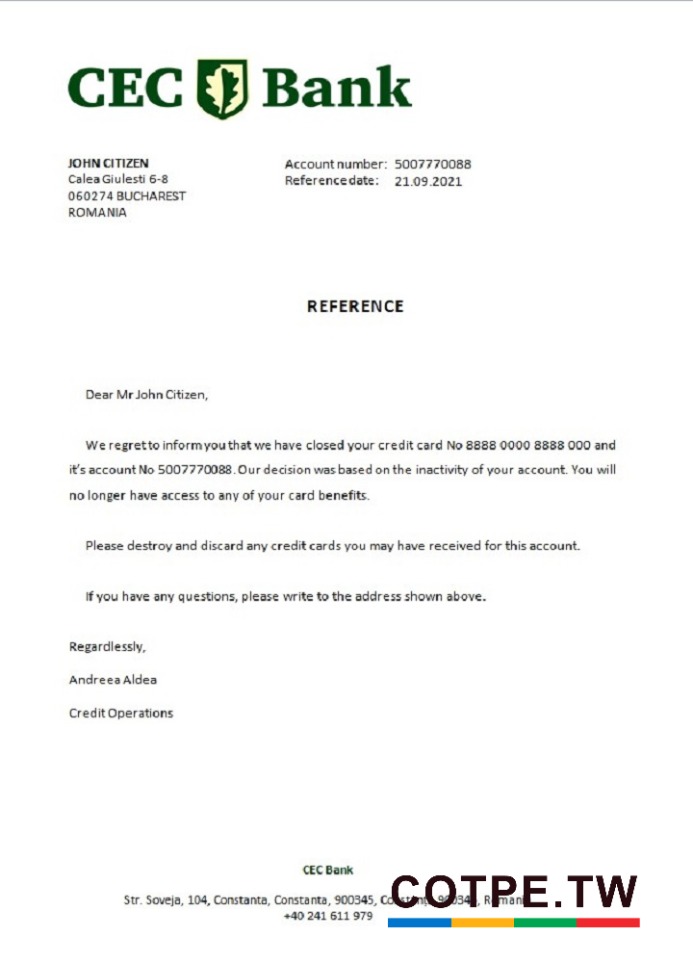 CEC Bank
JOHN CITIZEN
Calea Giulesti 6-8
060274 BUCHAREST
ROMANIA
Account number: 5007770088
Reference date: 21.09.2021
REFERENCE
Dear Mr John Citizen,
We regret to inform you that we have closed your credit card No 8888 0000 8888 000 and
it's account No 5007770088. Our decision was based on the inactivity of your account. You will
no longer have access to any of your card benefits.
Please destroy and discard any credit cards you may have received for this account.
If you have any questions, please write to the address shown above.
Regardlessly,
Andreea Aldea
Credit Operations
CEC Bank
Str. Soveja, 104, Constanta, Constanta, 900345,
+40 241 611 979
COTPE.TW